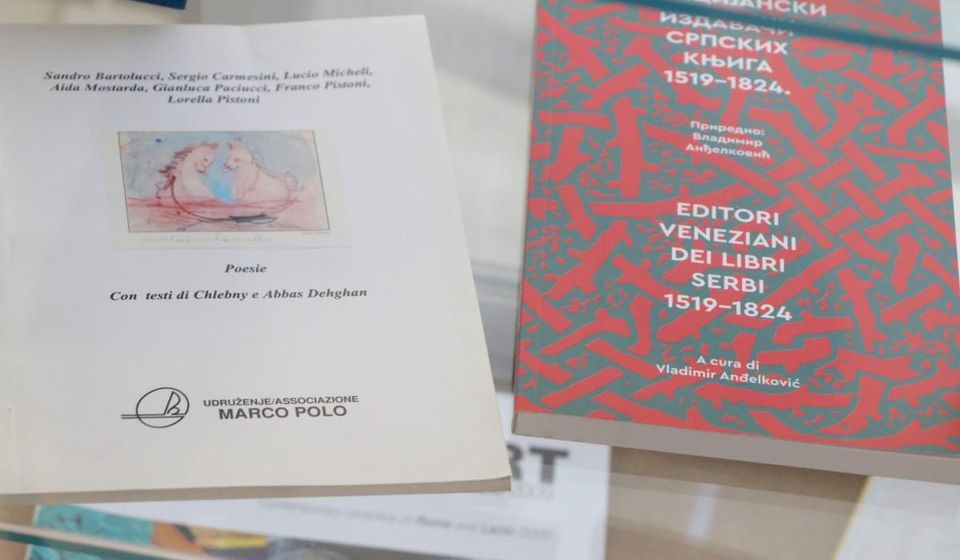 Sandro Bartolucci, Sergio Carmesini, Lucio Micheli,
Aida Mostarda, Gianluca Paciucci, Franco Pistoni,
Lorella Pistoni
Poesie
Con testi di Chlebny e Abbas Dehghan
UDRUŽENJE/ASSOCIAZIONE
MARCO POLO
ИЗДАВАЧИ
СРПСКИХ
КЊИГА
1519–1824.
Приредио:
Владимир
Анђелковић
EDITORI
VENEZIANI
DEI LIBRI
SERBI
1519–1824
A cura di
Vladimir Anđelković
RT